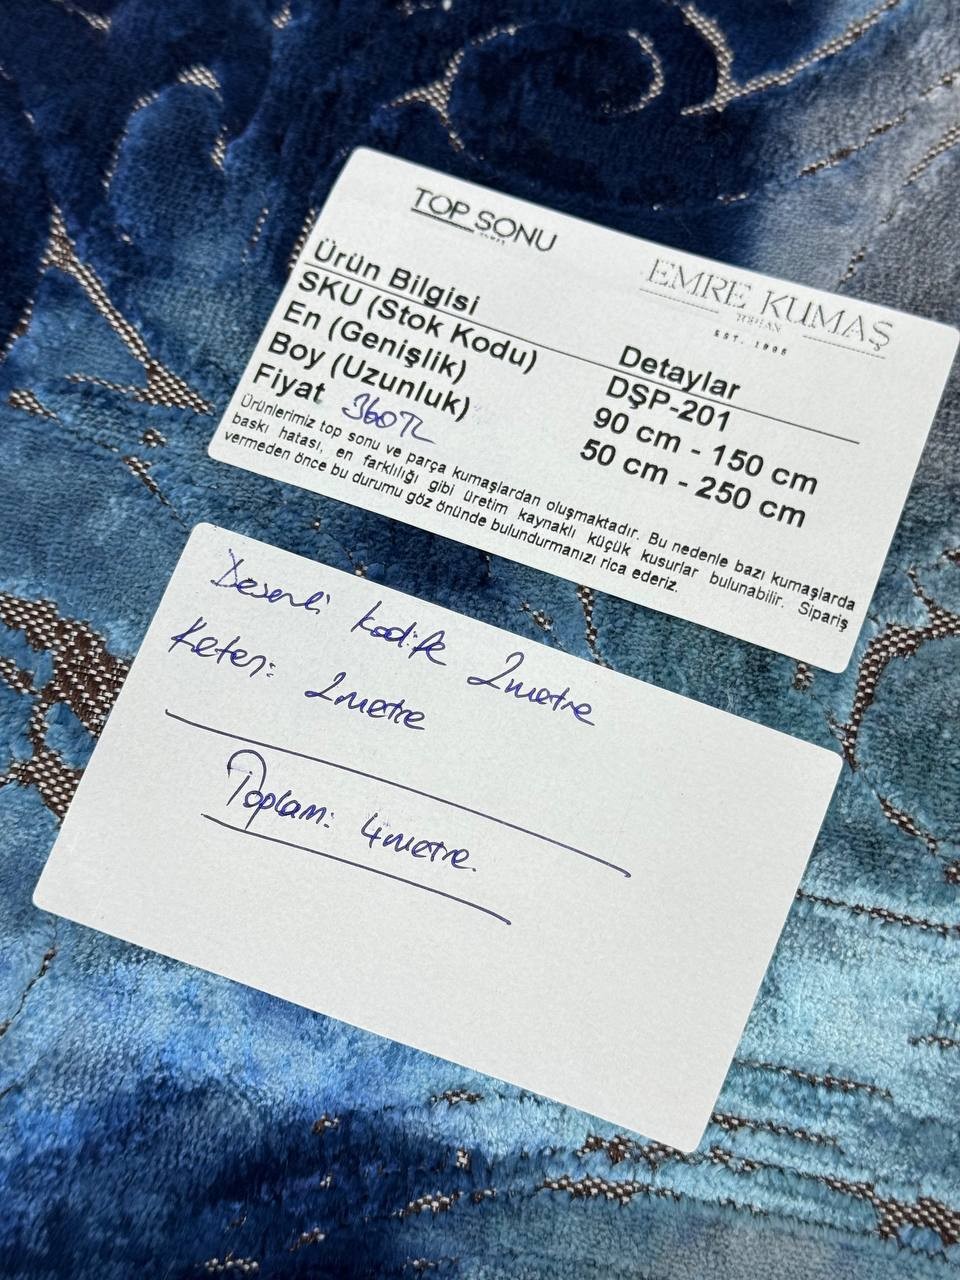 TOP SONU
EMRE KUMAŞ
TOPTAN
EST. 1998
Ürün Bilgisi Detaylar
SKU (Stok Kodu) DŞP-201
En (Genişlik) 90 cm - 150 cm
Boy (Uzunluk) 50 cm - 250 cm
Fiyat 360TL
Ürünlerimiz top sonu ve parça kumaşlardan oluşmaktadır. Bu nedenle bazı kumaşlarda
baskı hatası, en farklılığı gibi üretim kaynaklı küçük kusurlar bulunabilir. Sipariş
vermeden önce bu durumu göz önünde bulundurmanızı rica ederiz.
Desenli kadife 2metre
Keten: 2metre
Toplam: 4metre.